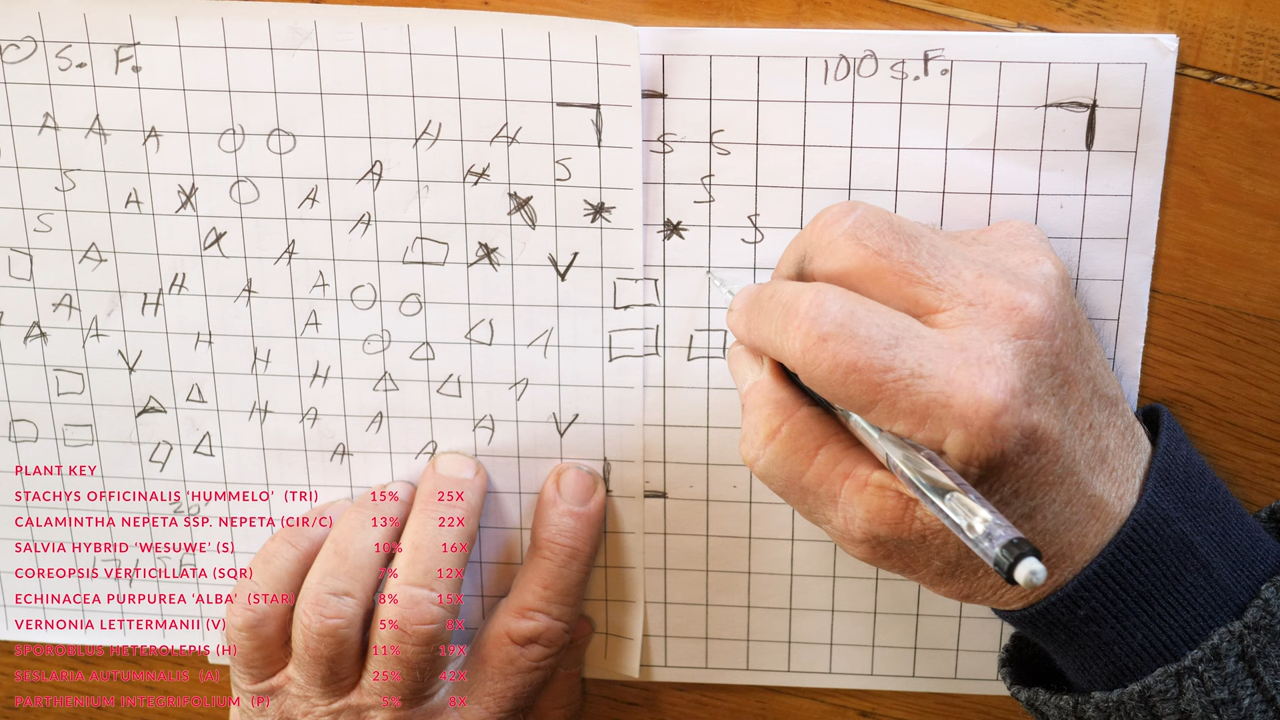 O S. F.
100 S.F.
A A A O O H H S S
A H S
S A O A S
S A S
A A V
A H H A A O O
A A H A
V H H
H A A A V
A A
PLANT KEY
STACHYS OFFICINALIS ‘HUMMELO’ (TRI) 15% 25X
CALAMINTHA NEPETA SSP. NEPETA (CIR/C) 13% 22X
SALVIA HYBRID ‘WESUWE’ (S) 10% 16X
COREOPSIS VERTICILLATA (SQR) 7% 12X
ECHINACEA PURPUREA ‘ALBA’ (STAR) 8% 15X
VERNONIA LETTERMANII (V) 5% 8X
SPOROBLUS HETEROLEPIS (H) 11% 19X
SESLARIA AUTUMNALIS (A) 25% 42X
PARTHENIUM INTEGRIFOLIUM (P) 5% 8X